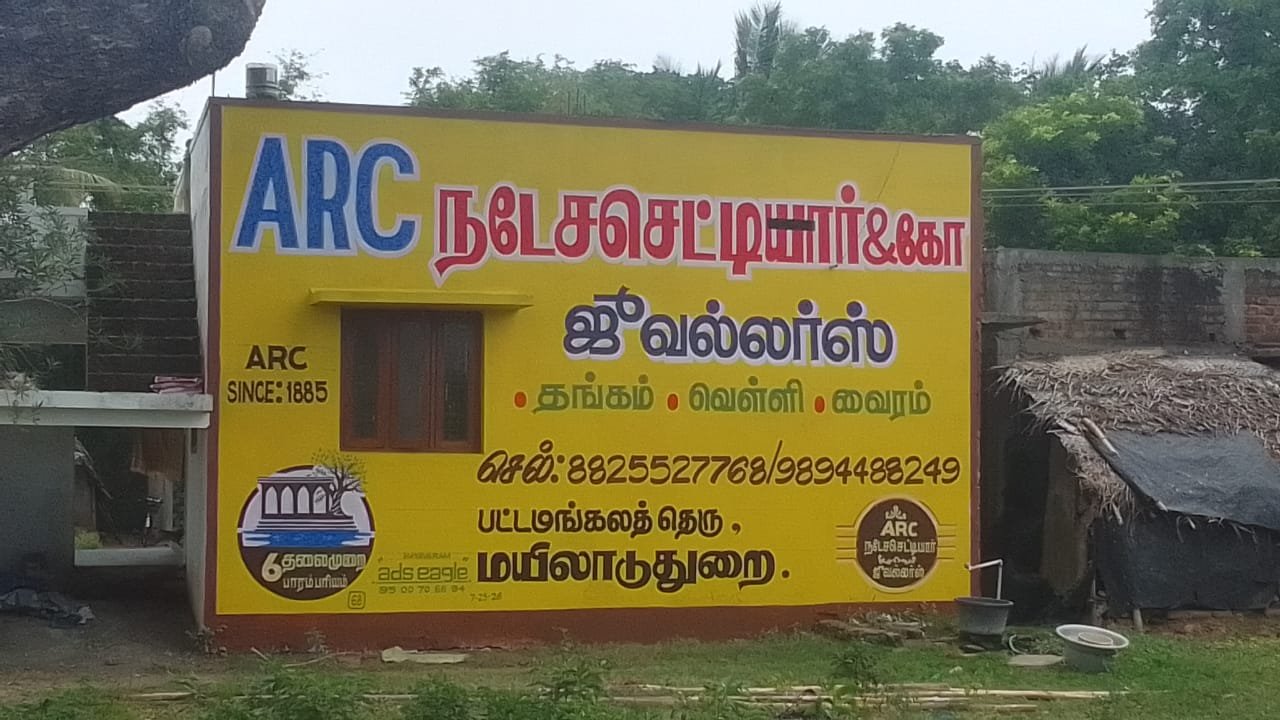 ARC நடேசசெட்டியார்&கோ
ஜுவல்லர்ஸ்
• தங்கம் • வெள்ளி • வைரம்
ARC
SINCE:1885
செல்:8825527768/9894488249
பட்டமங்கலத் தெரு,
மயிலாடுதுறை.
6 தலைமுறை
பாரம்பரியம்
"ads eagle"
ARC
நடேசசெட்டியார்
ஜுவல்லர்ஸ்